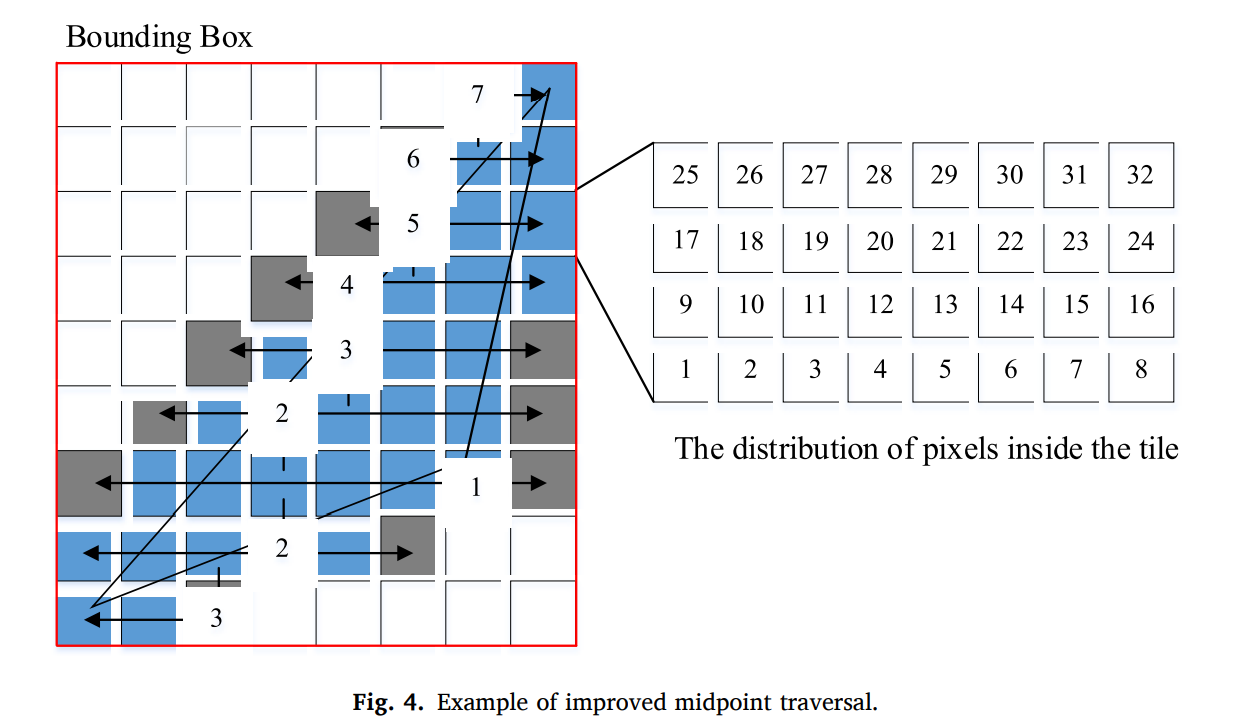 Bounding Box
7
6
5
4
3
2
1
2
3
25 26 27 28 29 30 31 32
17 18 19 20 21 22 23 24
9 10 11 12 13 14 15 16
1 2 3 4 5 6 7 8
The distribution of pixels inside the tile
Fig. 4. Example of improved midpoint traversal.